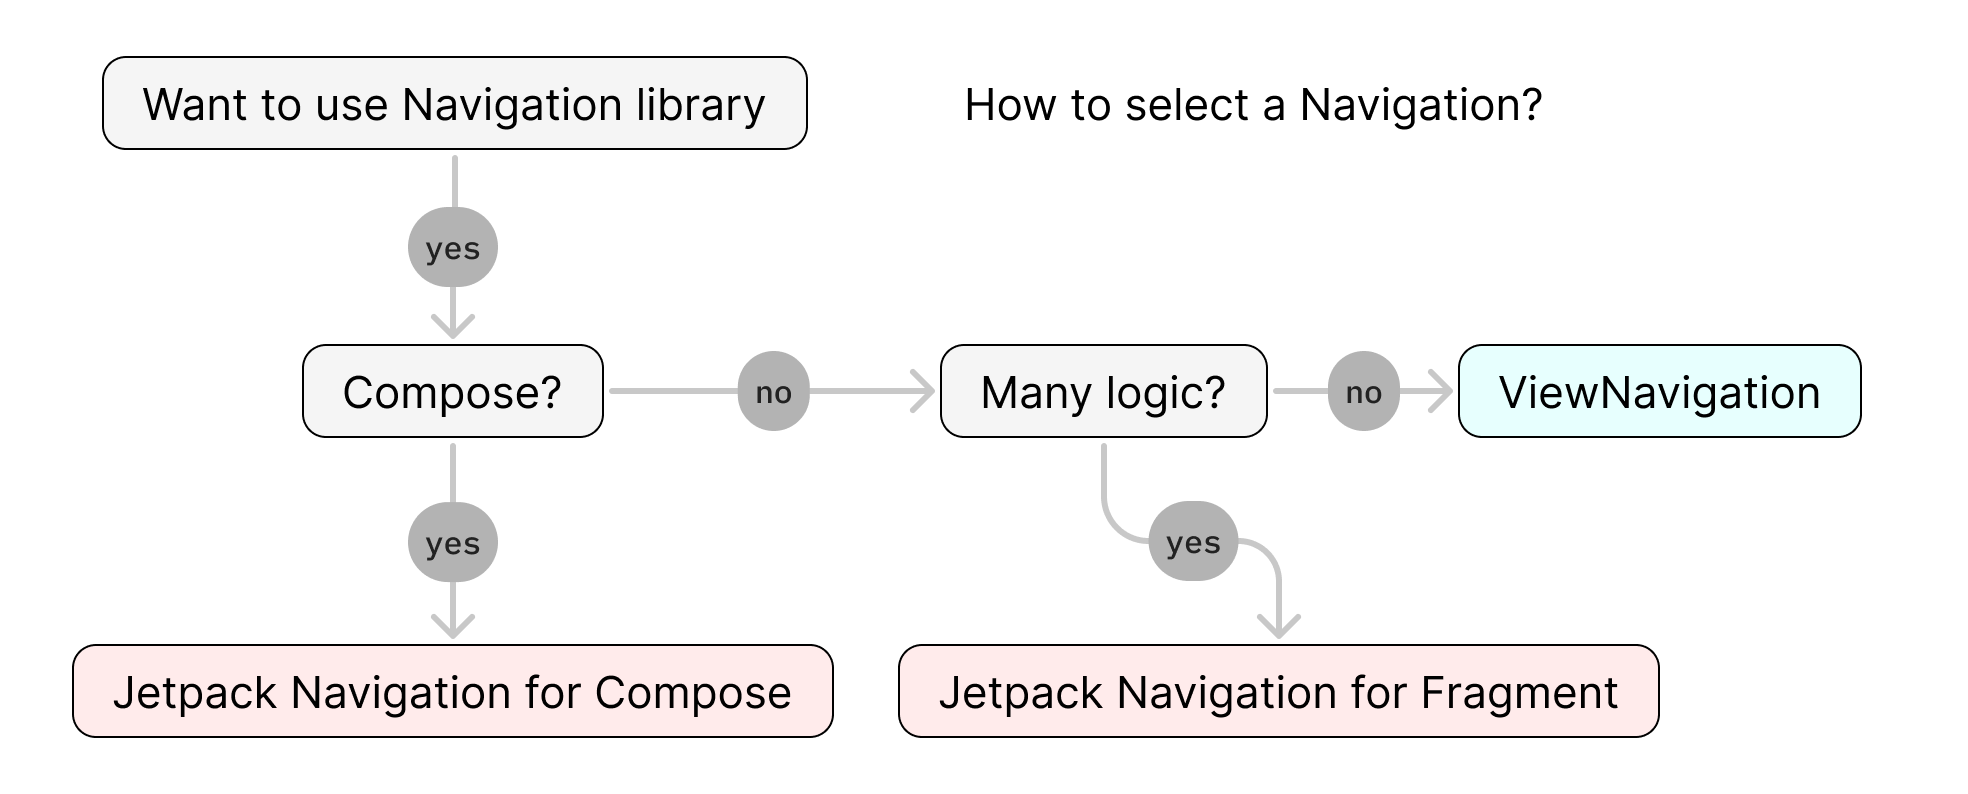 Want to use Navigation library
How to select a Navigation?
yes
Compose?
no
Many logic?
no
ViewNavigation
yes
yes
Jetpack Navigation for Compose
Jetpack Navigation for Fragment